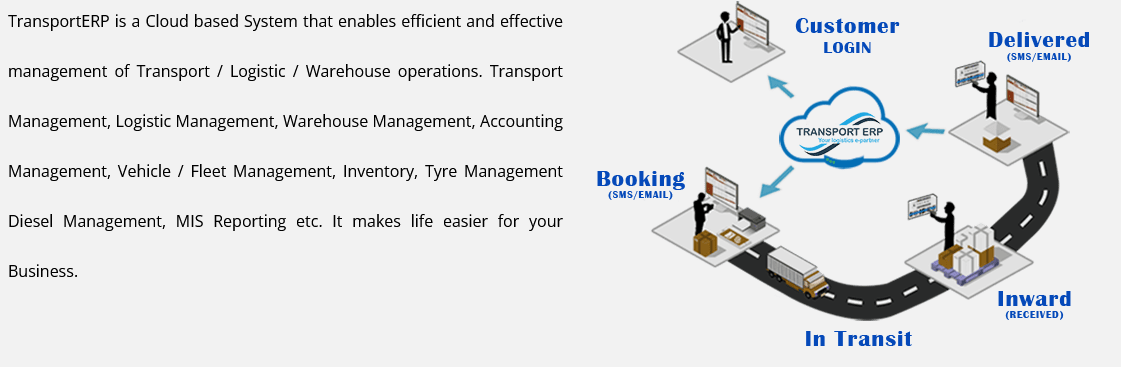 TransportERP is a Cloud based System that enables efficient and effective
management of Transport / Logistic / Warehouse operations. Transport
Management, Logistic Management, Warehouse Management, Accounting
Management, Vehicle / Fleet Management, Inventory, Tyre Management
Diesel Management, MIS Reporting etc. It makes life easier for your
Business.
Customer
LOGIN
Delivered
(SMS/EMAIL)
TRANSPORT ERP
Your logistics e-partner
Booking
(SMS/EMAIL)
Inward
(RECEIVED)
In Transit